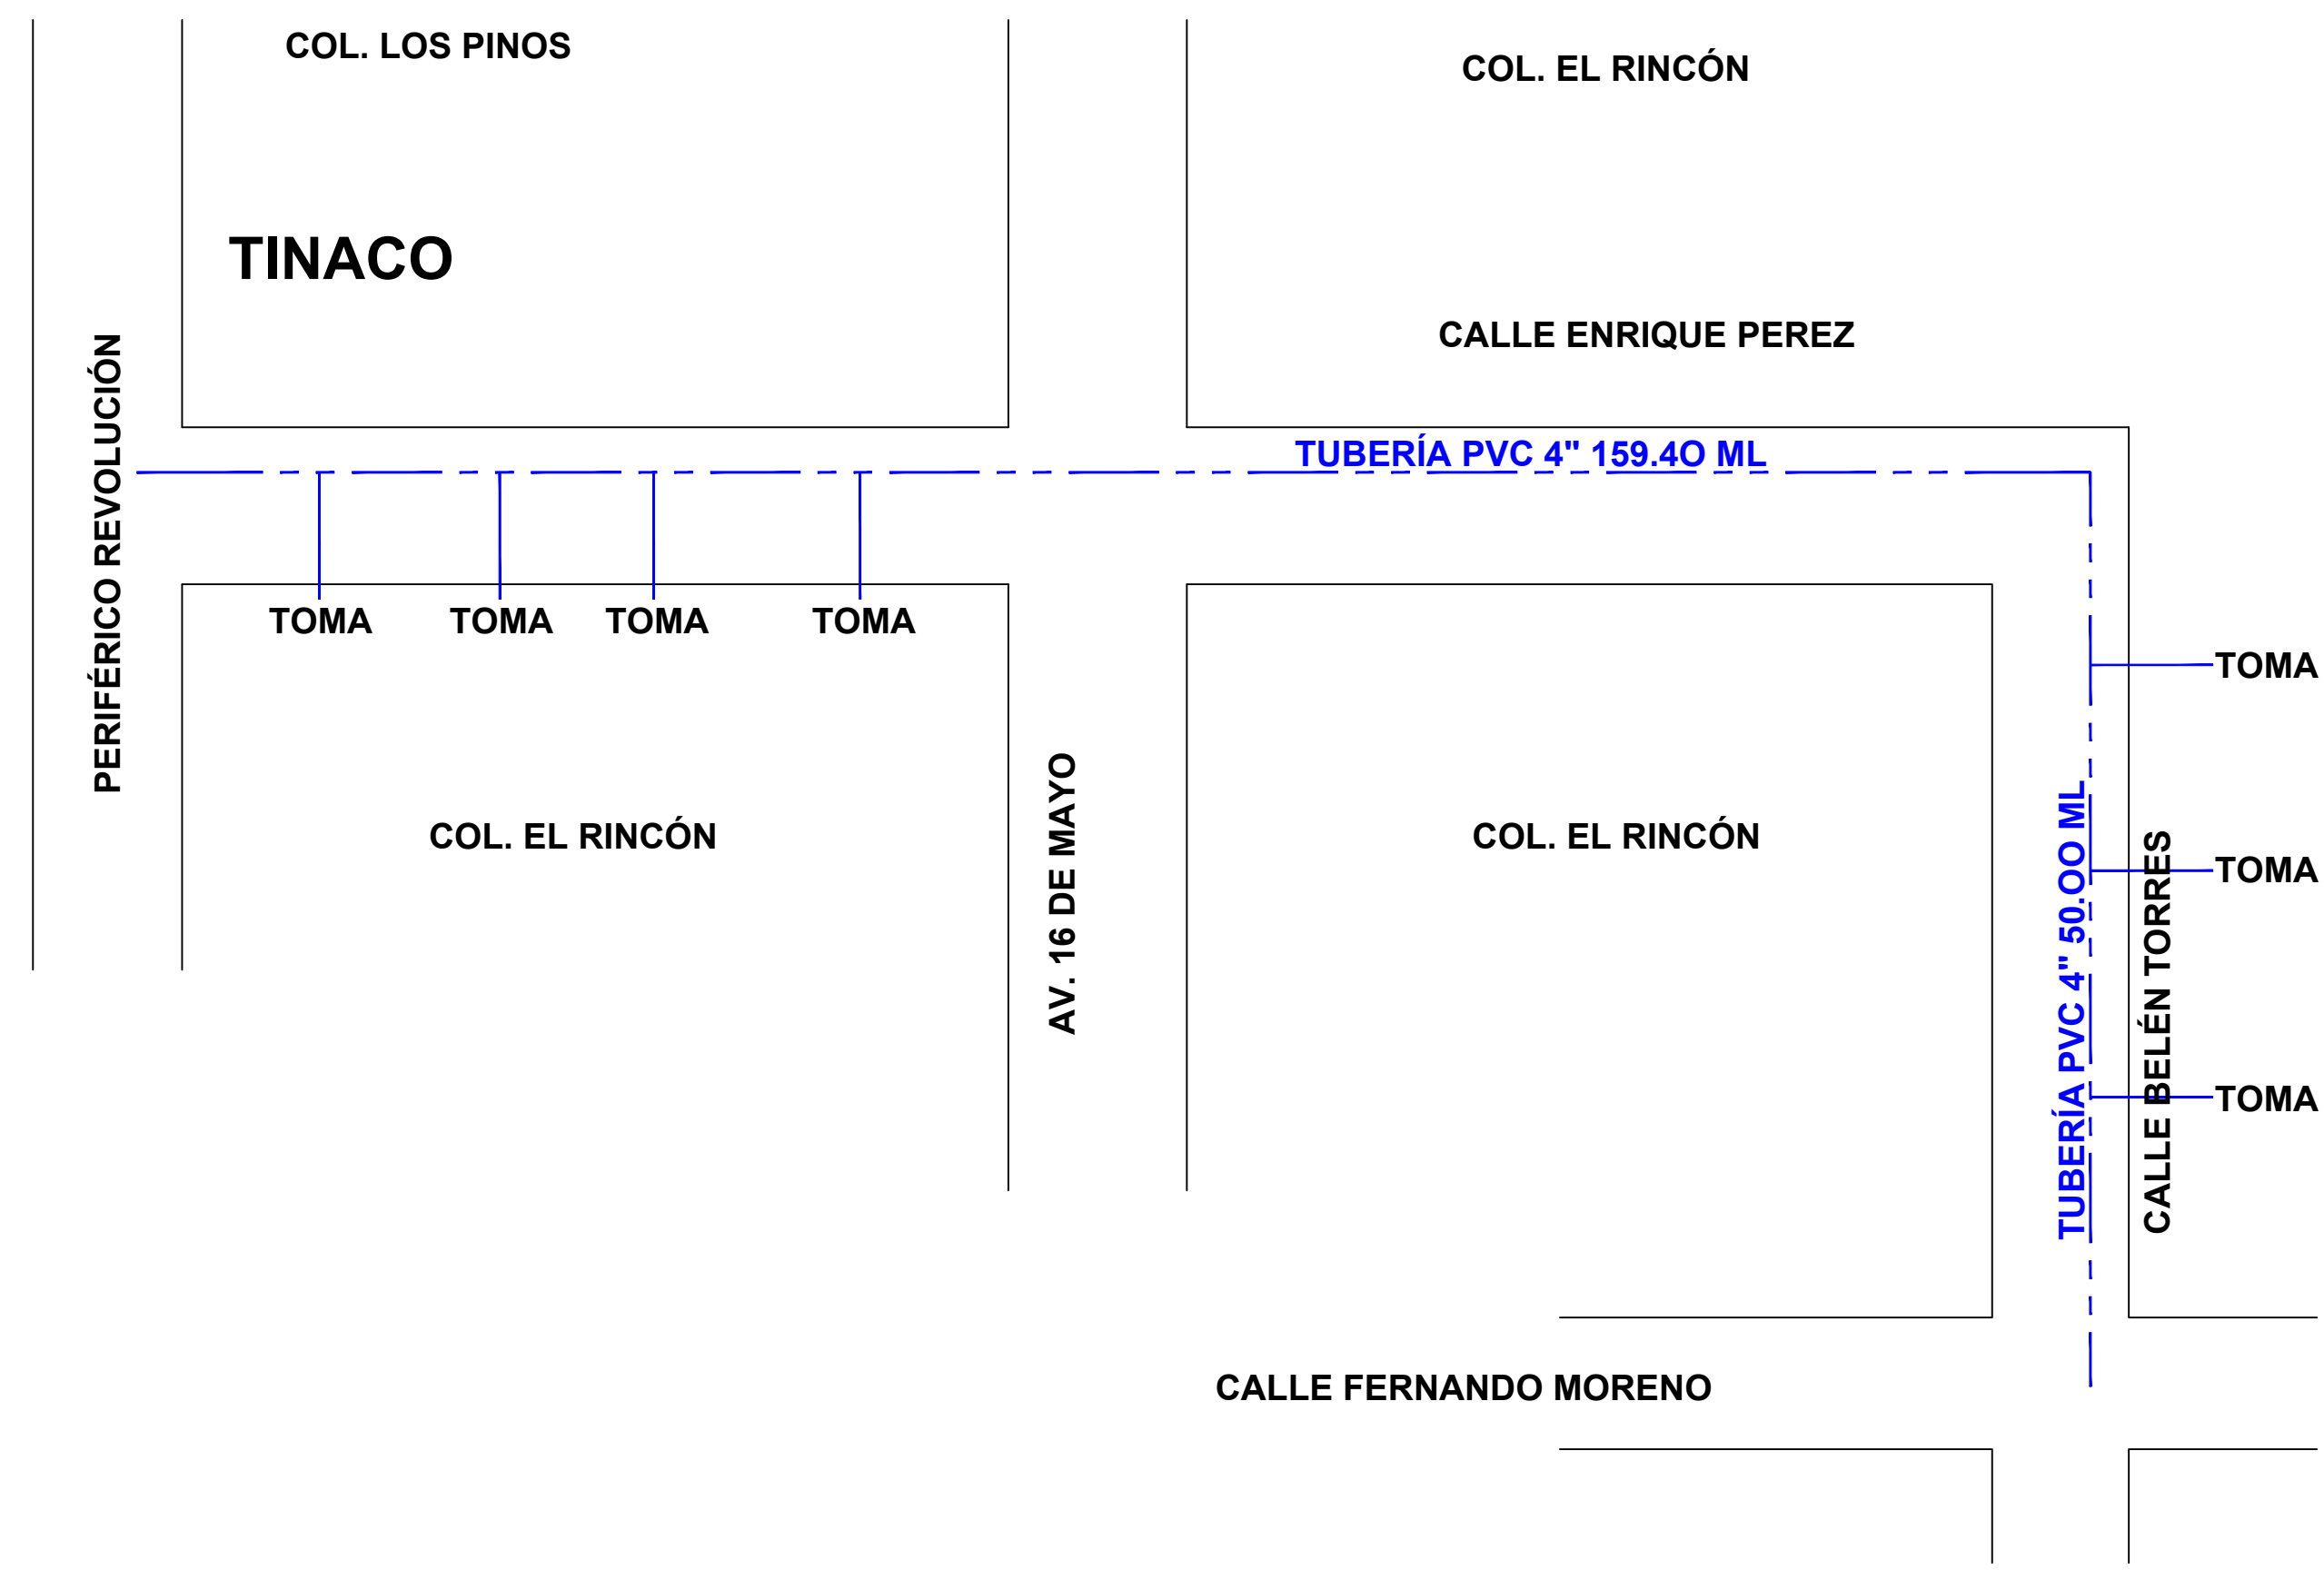 COL. LOS PINOS
COL. EL RINCÓN
TINACO
CALLE ENRIQUE PEREZ
PERIFÉRICO REVOLUCIÓN
TUBERÍA PVC 4" 159.4O ML
TOMA
TOMA
TOMA
TOMA
TOMA
COL. EL RINCÓN
AV. 16 DE MAYO
COL. EL RINCÓN
TUBERÍA PVC 4" 50.OO ML
CALLE BELÉN TORRES
TOMA
TOMA
CALLE FERNANDO MORENO